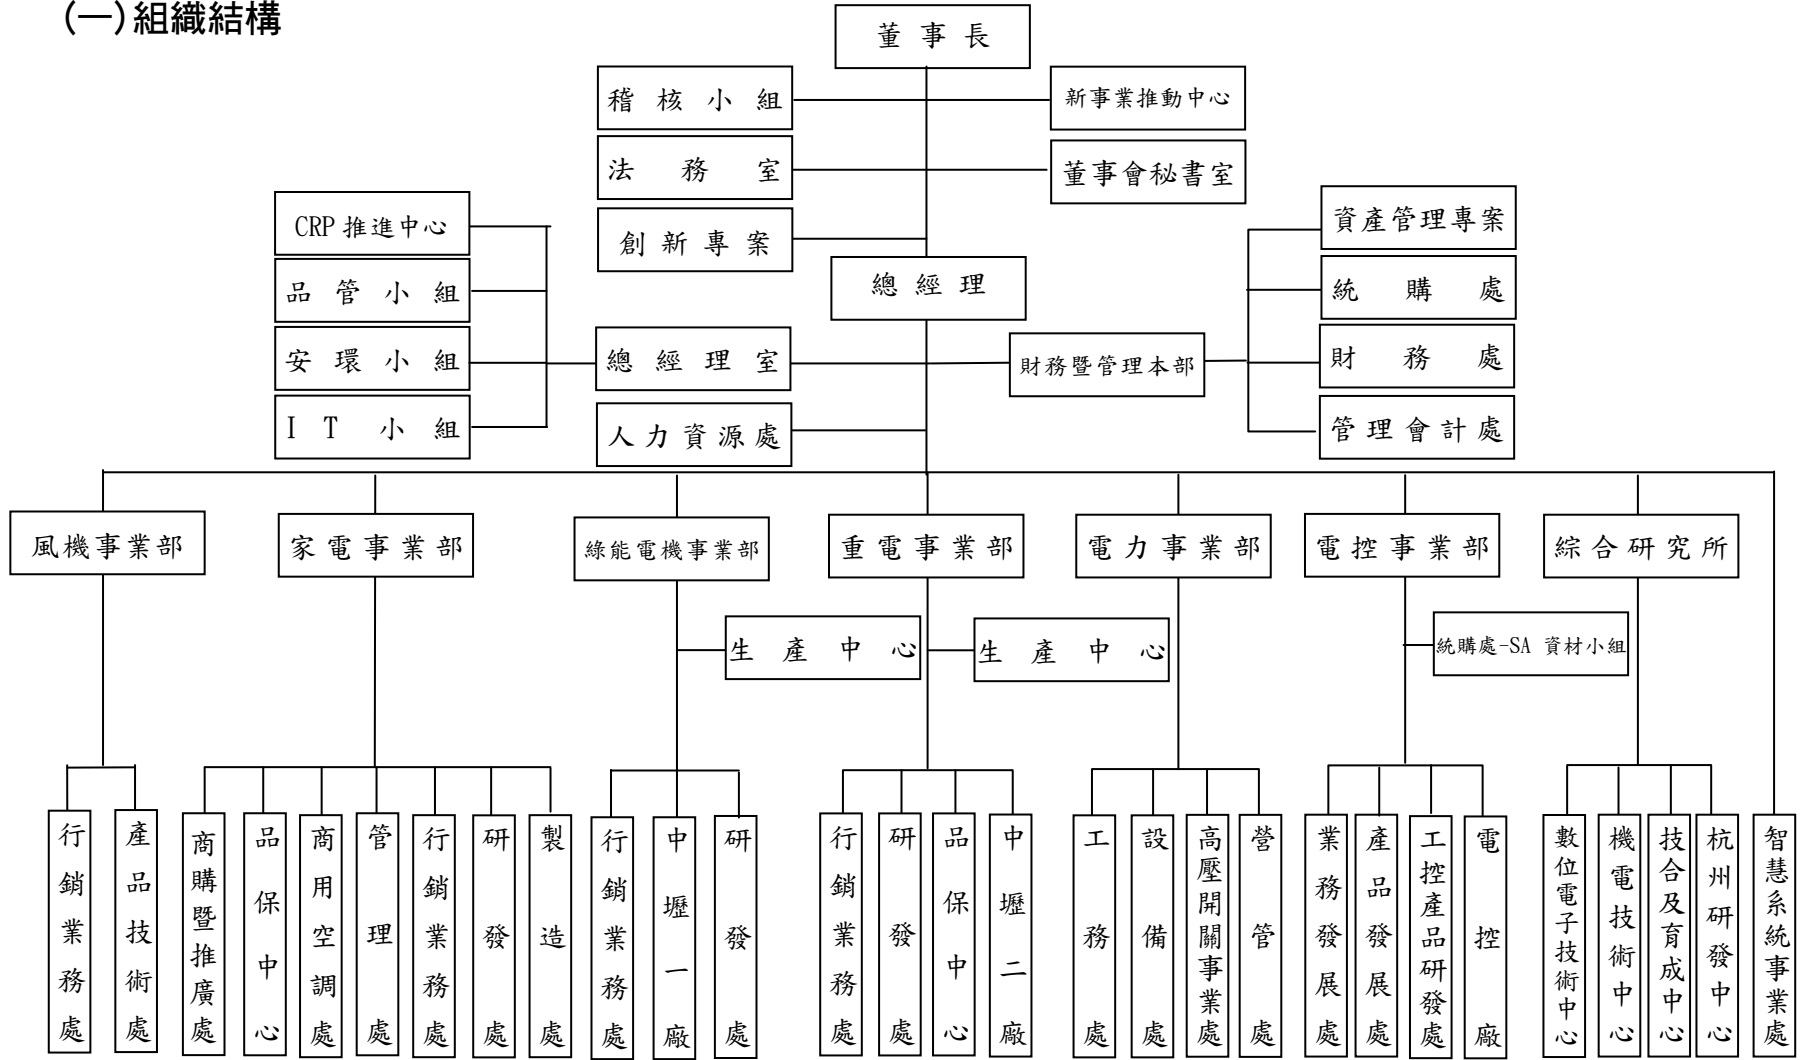 (一)組織結構
董事長
稽核小組
新事業推動中心
法務室
董事會秘書室
創新專案
總經理
CRP推進中心
品管小組
安環小組
IT小組
總經理室
人力資源處
財務暨管理本部
資產管理專案
統購處
財務處
管理會計處
風機事業部
家電事業部
綠能電機事業部
重電事業部
電力事業部
電控事業部
綜合研究所
生產中心
生產中心
統購處-SA 資材小組
行銷業務處
產品技術處
商購暨推廣處
品保中心
商用空調處
管理處
行銷業務處
研發處
製造處
行銷業務處
中壢一廠
研發處
行銷業務處
研發處
品保中心
中壢二廠
工務處
設備處
高壓開關事業處
營管處
業務發展處
產品發展處
工控產品研發處
電控廠
數位電子技術中心
機電技術中心
技合及育成中心
杭州研發中心
智慧系統事業處